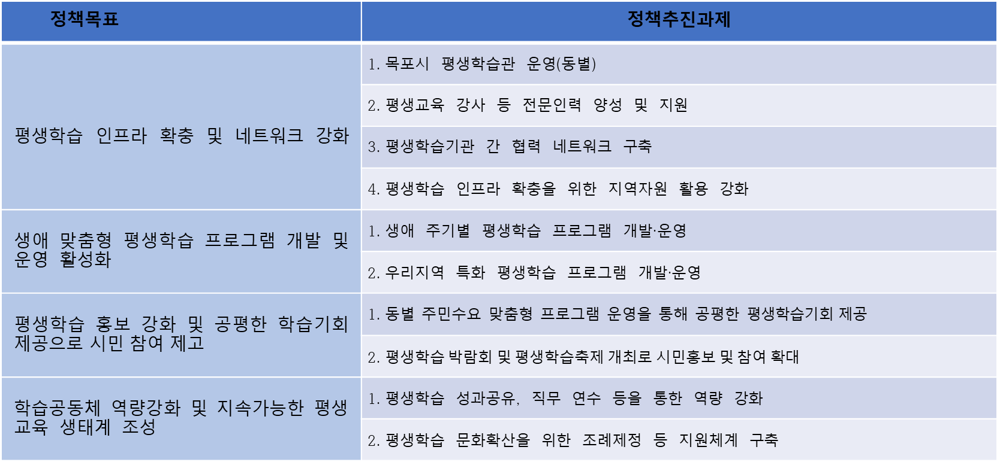 정책목표
정책추진과제
평생학습 인프라 확충 및 네트워크 강화
1. 목포시 평생학습관 운영(동별)
2. 평생교육 강사 등 전문인력 양성 및 지원
3. 평생학습기관 간 협력 네트워크 구축
4. 평생학습 인프라 확충을 위한 지역자원 활용 강화
생애 맞춤형 평생학습 프로그램 개발 및
운영 활성화
1. 생애 주기별 평생학습 프로그램 개발·운영
2. 우리지역 특화 평생학습 프로그램 개발·운영
평생학습 홍보 강화 및 공평한 학습기회
제공으로 시민 참여 제고
1. 동별 주민수요 맞춤형 프로그램 운영을 통해 공평한 평생학습기회 제공
2. 평생학습 박람회 및 평생학습축제 개최로 시민홍보 및 참여 확대
학습공동체 역량강화 및 지속가능한 평생
교육 생태계 조성
1. 평생학습 성과공유, 직무 연수 등을 통한 역량 강화
2. 평생학습 문화확산을 위한 조례제정 등 지원체계 구축